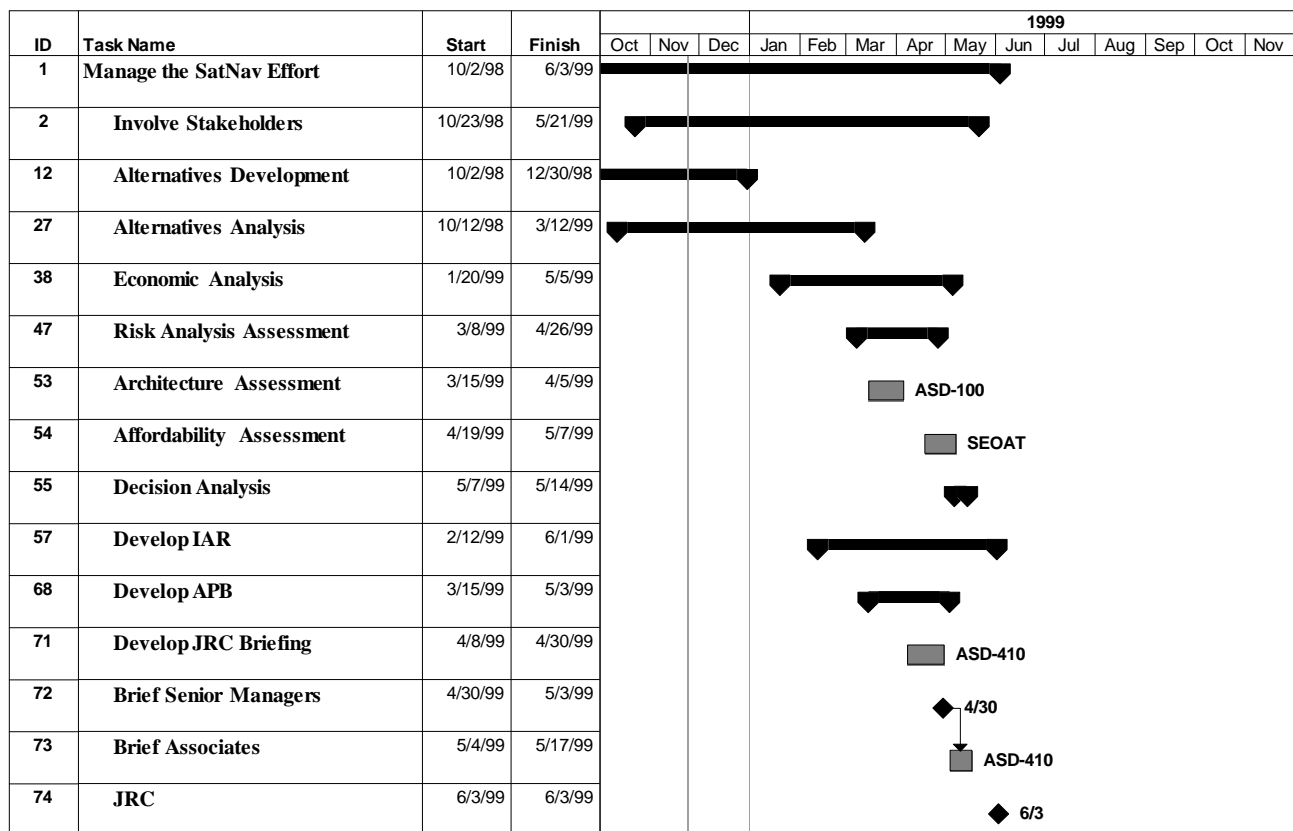 1999
ID Task Name Start Finish Oct Nov Dec Jan Feb Mar Apr May Jun Jul Aug Sep Oct Nov
1 Manage the SatNav Effort 10/2/98 6/3/99
2 Involve Stakeholders 10/23/98 5/21/99
12 Alternatives Development 10/2/98 12/30/98
27 Alternatives Analysis 10/12/98 3/12/99
38 Economic Analysis 1/20/99 5/5/99
47 Risk Analysis Assessment 3/8/99 4/26/99
53 Architecture Assessment 3/15/99 4/5/99 ASD-100
54 Affordability Assessment 4/19/99 5/7/99 SEOAT
55 Decision Analysis 5/7/99 5/14/99
57 Develop IAR 2/12/99 6/1/99
68 Develop APB 3/15/99 5/3/99
71 Develop JRC Briefing 4/8/99 4/30/99 ASD-410
72 Brief Senior Managers 4/30/99 5/3/99 4/30
73 Brief Associates 5/4/99 5/17/99 ASD-410
74 JRC 6/3/99 6/3/99 6/3